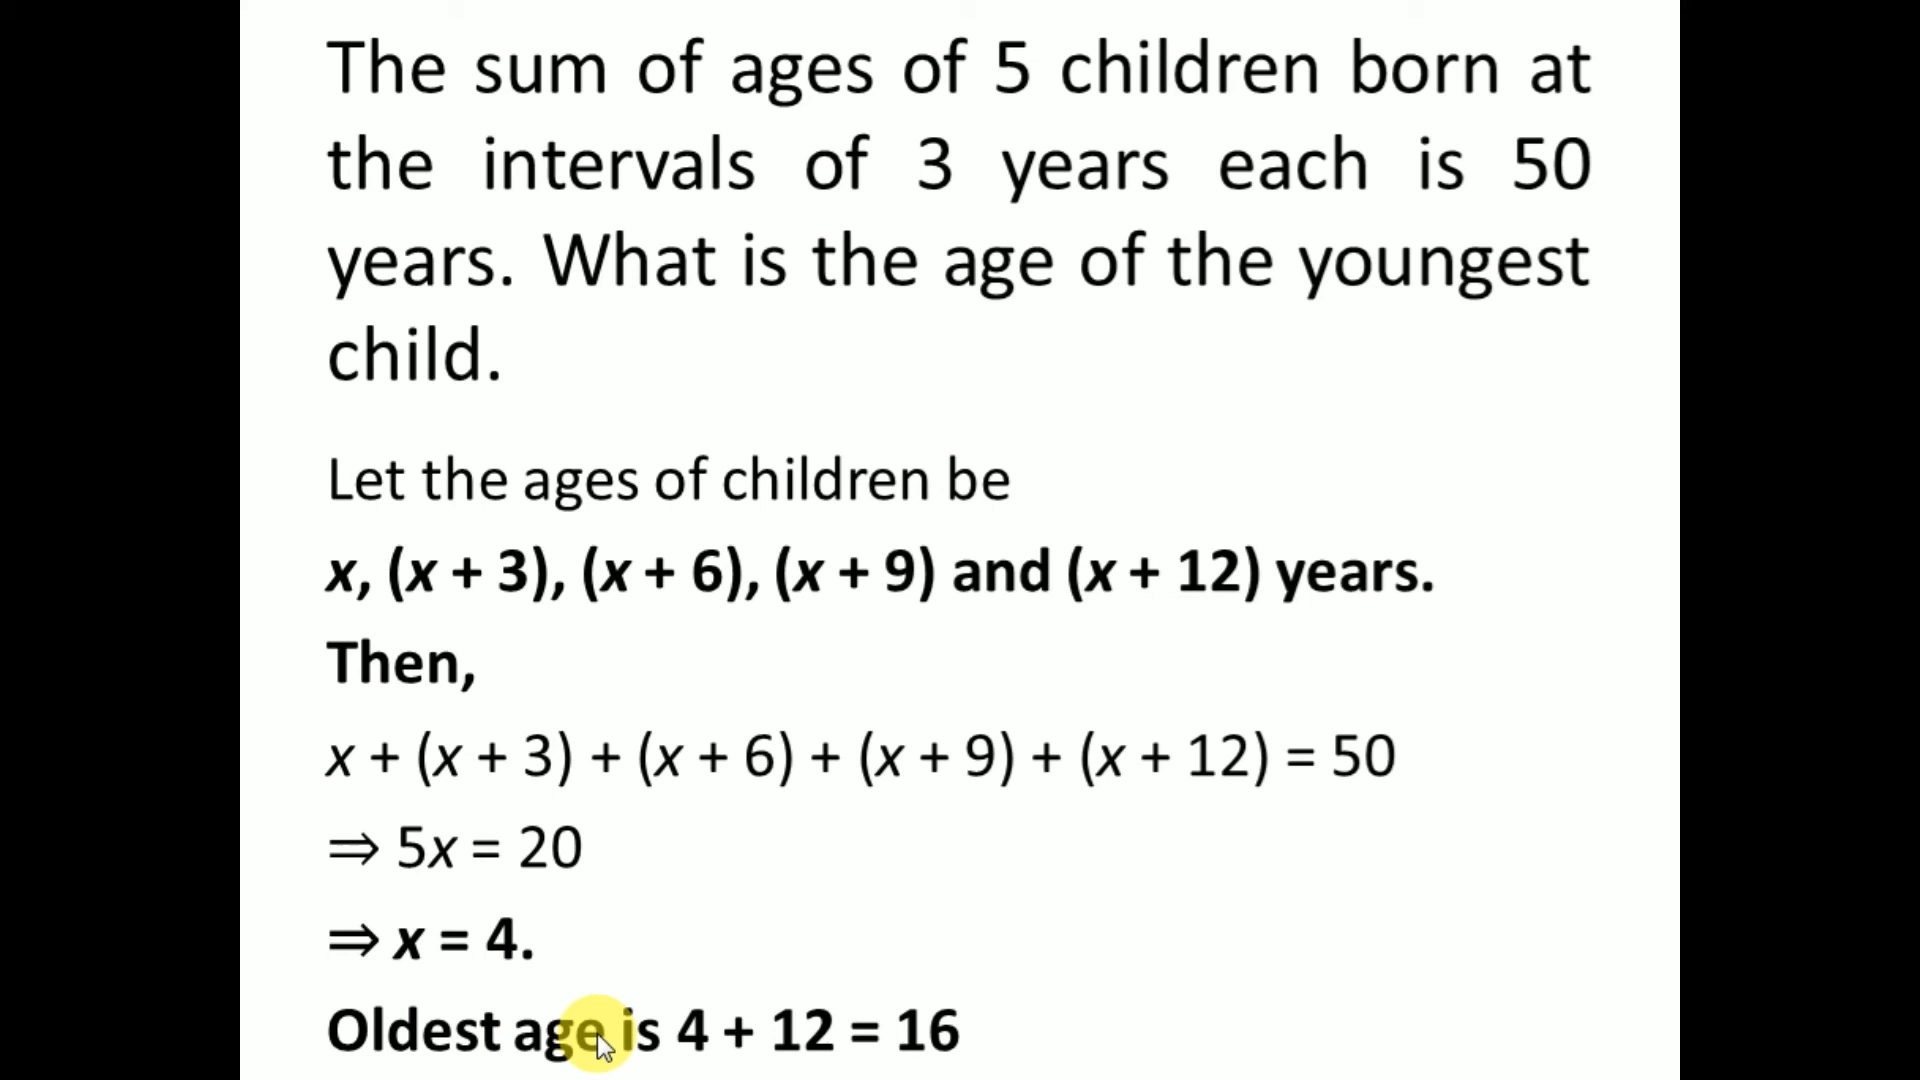 The sum of ages of 5 children born at
the intervals of 3 years each is 50
years. What is the age of the youngest
child.
Let the ages of children be
x, (x + 3), (x + 6), (x + 9) and (x + 12) years.
Then,
x + (x + 3) + (x + 6) + (x + 9) + (x + 12) = 50
⇒ 5x = 20
⇒ x = 4.
Oldest age is 4 + 12 = 16